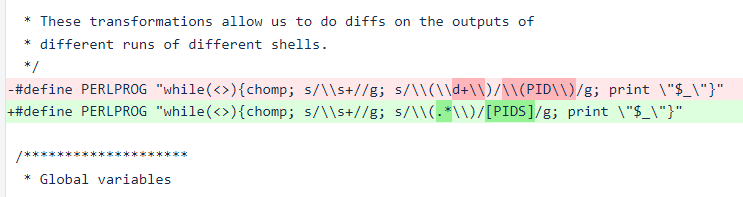 * These transformations allow us to do diffs on the outputs of
* different runs of different shells.
*/
-#define PERLPROG "while(<>){chomp; s/\\s+//g; s/\\(\\d+\\)/\\(PID\\)/g; print \"$_\"}"
+#define PERLPROG "while(<>){chomp; s/\\s+//g; s/\\(.*\\)/[PIDS]/g; print \"$_\"}"
/********************
* Global variables